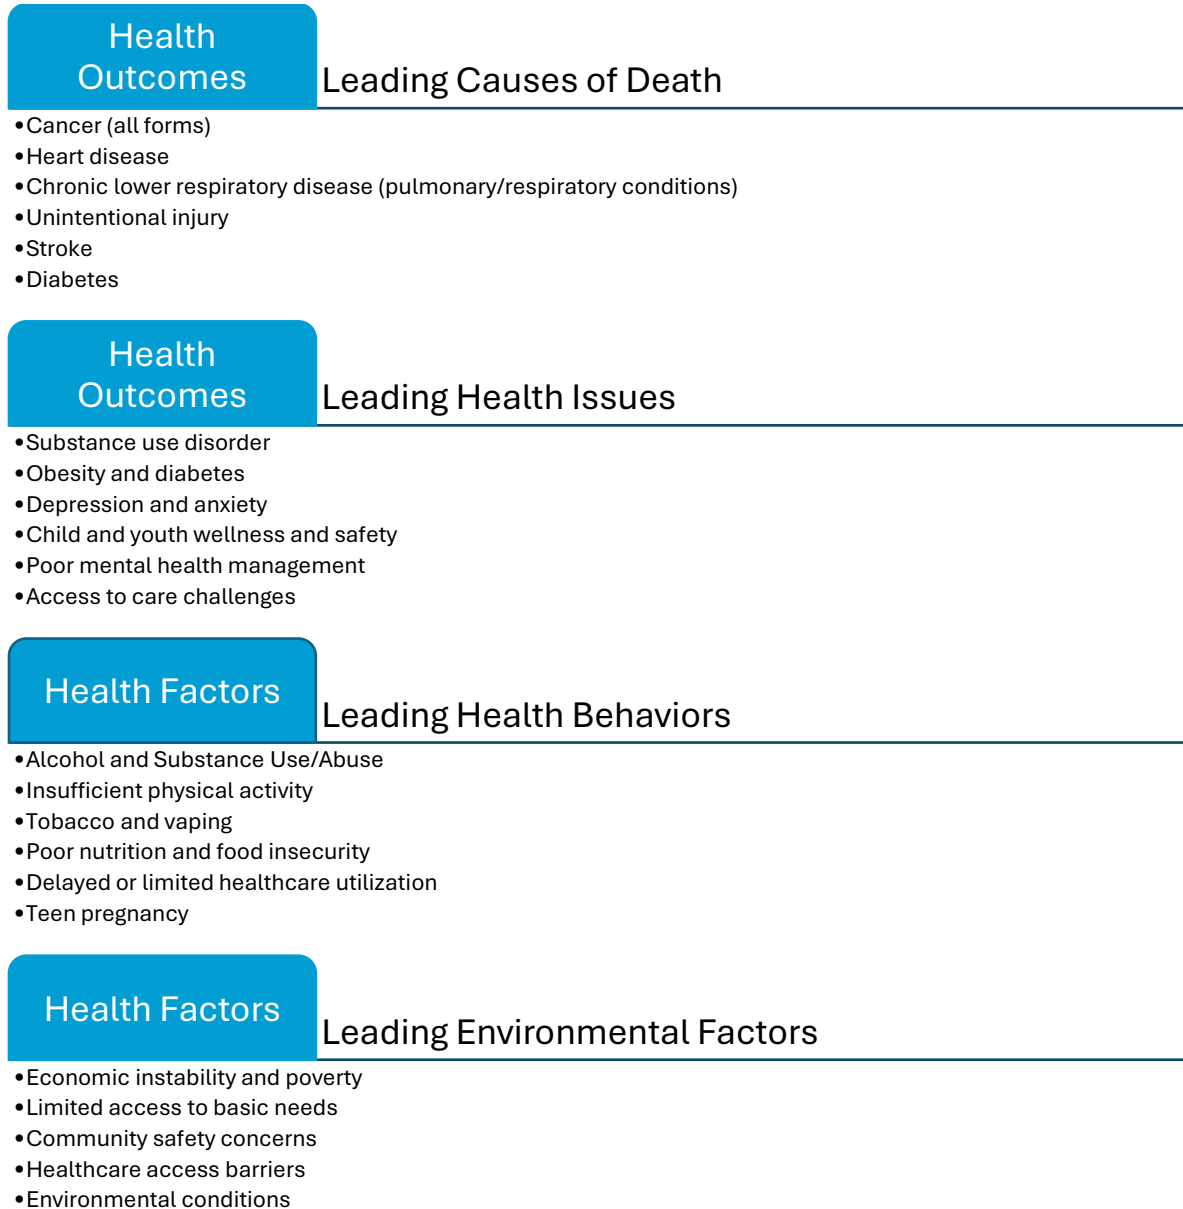 Health
Outcomes
Leading Causes of Death
•Cancer (all forms)
•Heart disease
•Chronic lower respiratory disease (pulmonary/respiratory conditions)
•Unintentional injury
•Stroke
•Diabetes
Health
Outcomes
Leading Health Issues
•Substance use disorder
•Obesity and diabetes
•Depression and anxiety
•Child and youth wellness and safety
•Poor mental health management
•Access to care challenges
Health Factors
Leading Health Behaviors
•Alcohol and Substance Use/Abuse
•Insufficient physical activity
•Tobacco and vaping
•Poor nutrition and food insecurity
•Delayed or limited healthcare utilization
•Teen pregnancy
Health Factors
Leading Environmental Factors
•Economic instability and poverty
•Limited access to basic needs
•Community safety concerns
•Healthcare access barriers
•Environmental conditions